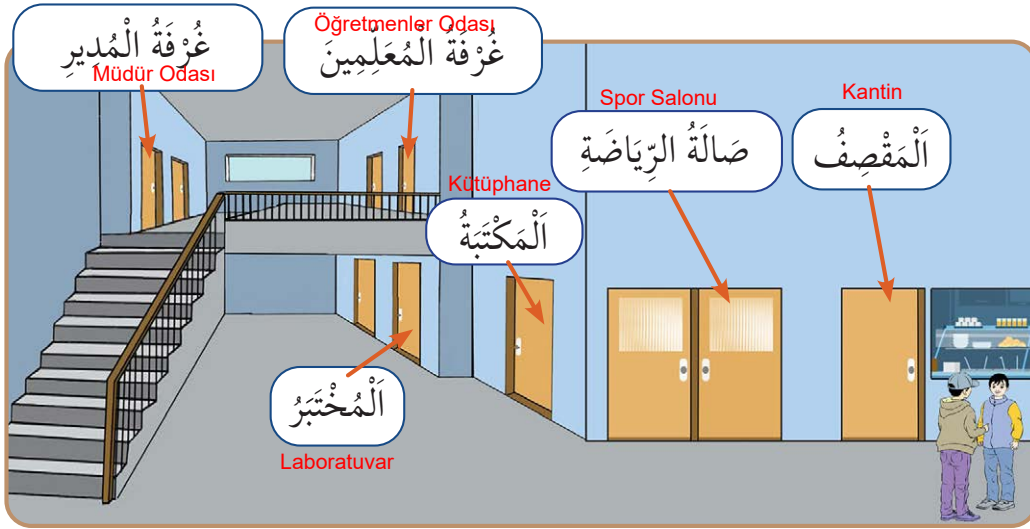 غُرْفَةُ الْمُدِيرِ
Müdür Odası
Öğretmenler Odası
غُرْفَةُ الْمُعَلِّمِينَ
Spor Salonu
صَالَةُ الرِّيَاضَةِ
Kantin
اَلْمَقْصِفُ
Kütüphane
اَلْمَكْتَبَةُ
اَلْمُخْتَبَرُ
Laboratuvar